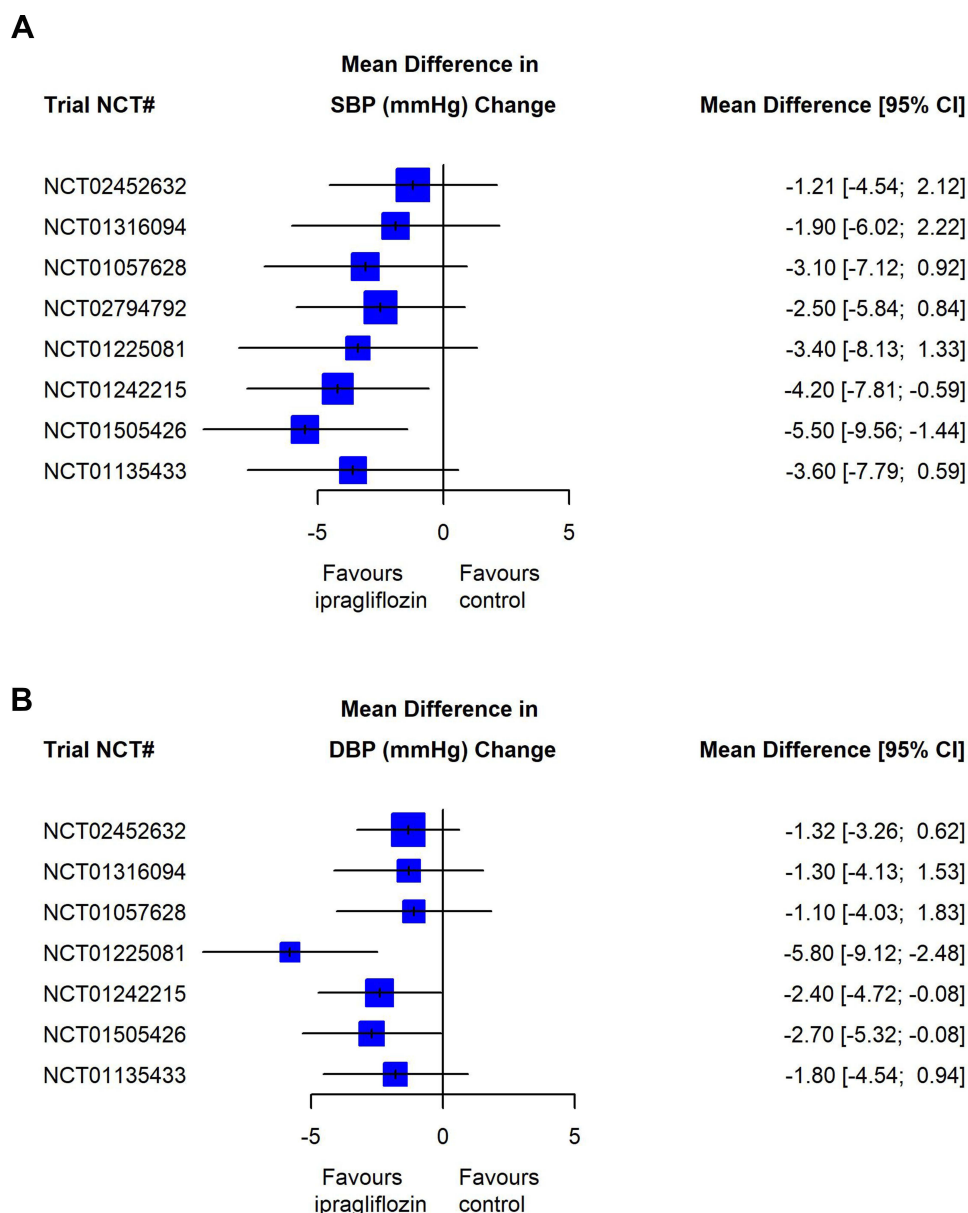 A
Mean Difference in
Trial NCT# SBP (mmHg) Change Mean Difference [95% CI]
NCT02452632 -1.21 [-4.54; 2.12]
NCT01316094 -1.90 [-6.02; 2.22]
NCT01057628 -3.10 [-7.12; 0.92]
NCT02794792 -2.50 [-5.84; 0.84]
NCT01225081 -3.40 [-8.13; 1.33]
NCT01242215 -4.20 [-7.81; -0.59]
NCT01505426 -5.50 [-9.56; -1.44]
NCT01135433 -3.60 [-7.79; 0.59]
-5 0 5
Favours Favours
ipragliflozin control
B
Mean Difference in
Trial NCT# DBP (mmHg) Change Mean Difference [95% CI]
NCT02452632 -1.32 [-3.26; 0.62]
NCT01316094 -1.30 [-4.13; 1.53]
NCT01057628 -1.10 [-4.03; 1.83]
NCT01225081 -5.80 [-9.12; -2.48]
NCT01242215 -2.40 [-4.72; -0.08]
NCT01505426 -2.70 [-5.32; -0.08]
NCT01135433 -1.80 [-4.54; 0.94]
-5 0 5
Favours Favours
ipragliflozin control